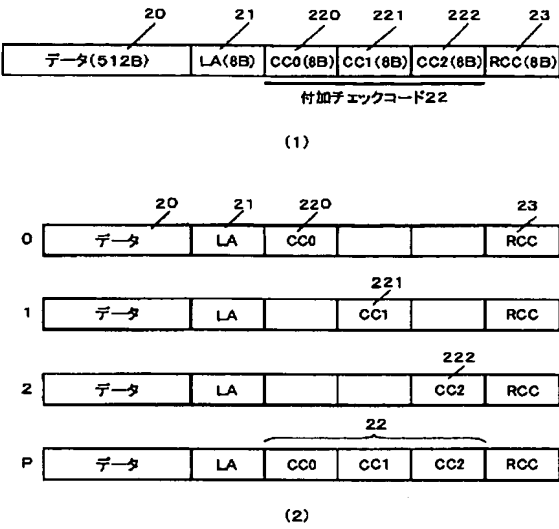 20 21 220 221 222 23
データ(512B) LA(8B) CC0(8B) CC1(8B) CC2(8B) RCC(8B)
付加チェックコード22
(1)
20 21 220 23
0 データ LA CC0 RCC
221
1 データ LA CC1 RCC
222
2 データ LA CC2 RCC
22
P データ LA CC0 CC1 CC2 RCC
(2)